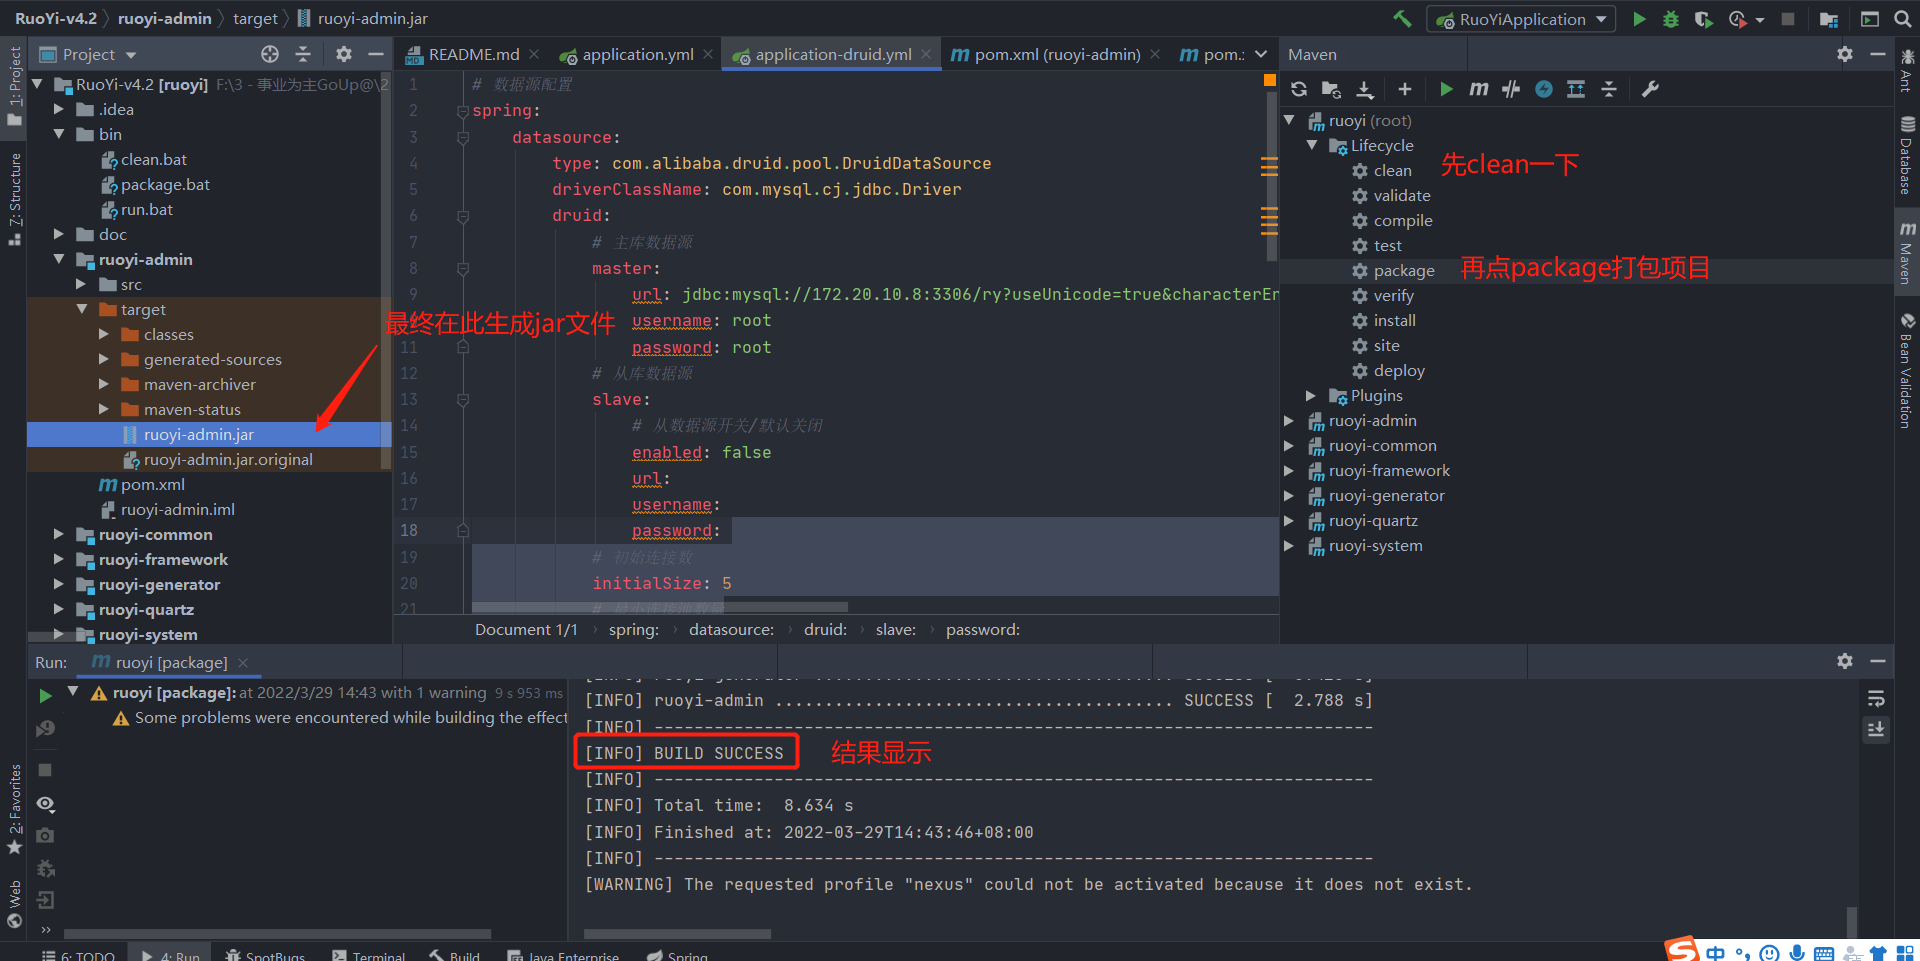 RuoYi-v4.2 ruoyi-admin target ruoyi-admin.jar
RuoYiApplication
Project
README.md
application.yml
application-druid.yml
pom.xml (ruoyi-admin)
Maven
1: Project
7: Structure
2: Favorites
Web
RuoYi-v4.2 [ruoyi] F:\3 - 事业为主GoUp@\2
.idea
bin
clean.bat
package.bat
run.bat
doc
ruoyi-admin
src
target
classes
generated-sources
maven-archiver
maven-status
ruoyi-admin.jar
ruoyi-admin.jar.original
pom.xml
ruoyi-admin.iml
ruoyi-common
ruoyi-framework
ruoyi-generator
ruoyi-quartz
ruoyi-system
最终在此生成jar文件
1 # 数据源配置
2 spring:
3 datasource:
4 type: com.alibaba.druid.pool.DruidDataSource
5 driverClassName: com.mysql.cj.jdbc.Driver
6 druid:
7 # 主库数据源
8 master:
9 url: jdbc:mysql://172.20.10.8:3306/ry?useUnicode=true&characterEn
username: root
11 password: root
12 # 从库数据源
13 slave:
14 # 从数据源开关/默认关闭
15 enabled: false
16 url:
17 username:
18 password:
19 # 初始连接数
20 initialSize: 5
21 # 最小连接池数量
Document 1/1 spring: datasource: druid: slave: password:
ruoyi (root)
Lifecycle
clean
先clean一下
validate
compile
test
package
再点package打包项目
verify
install
site
deploy
Plugins
ruoyi-admin
ruoyi-common
ruoyi-framework
ruoyi-generator
ruoyi-quartz
ruoyi-system
Ant
Database
Maven
Bean Validation
Run: ruoyi [package]
ruoyi [package]: at 2022/3/29 14:43 with 1 warning 9 s 953 ms
Some problems were encountered while building the effect
[INFO] ruoyi-admin ........................................ SUCCESS [  2.788 s]
[INFO] ------------------------------------------------------------------------
[INFO] BUILD SUCCESS
结果显示
[INFO] ------------------------------------------------------------------------
[INFO] Total time:  8.634 s
[INFO] Finished at: 2022-03-29T14:43:46+08:00
[INFO] ------------------------------------------------------------------------
[WARNING] The requested profile "nexus" could not be activated because it does not exist.
6: TODO 4: Run SpotBugs Terminal Build Java Enterprise Spring
中